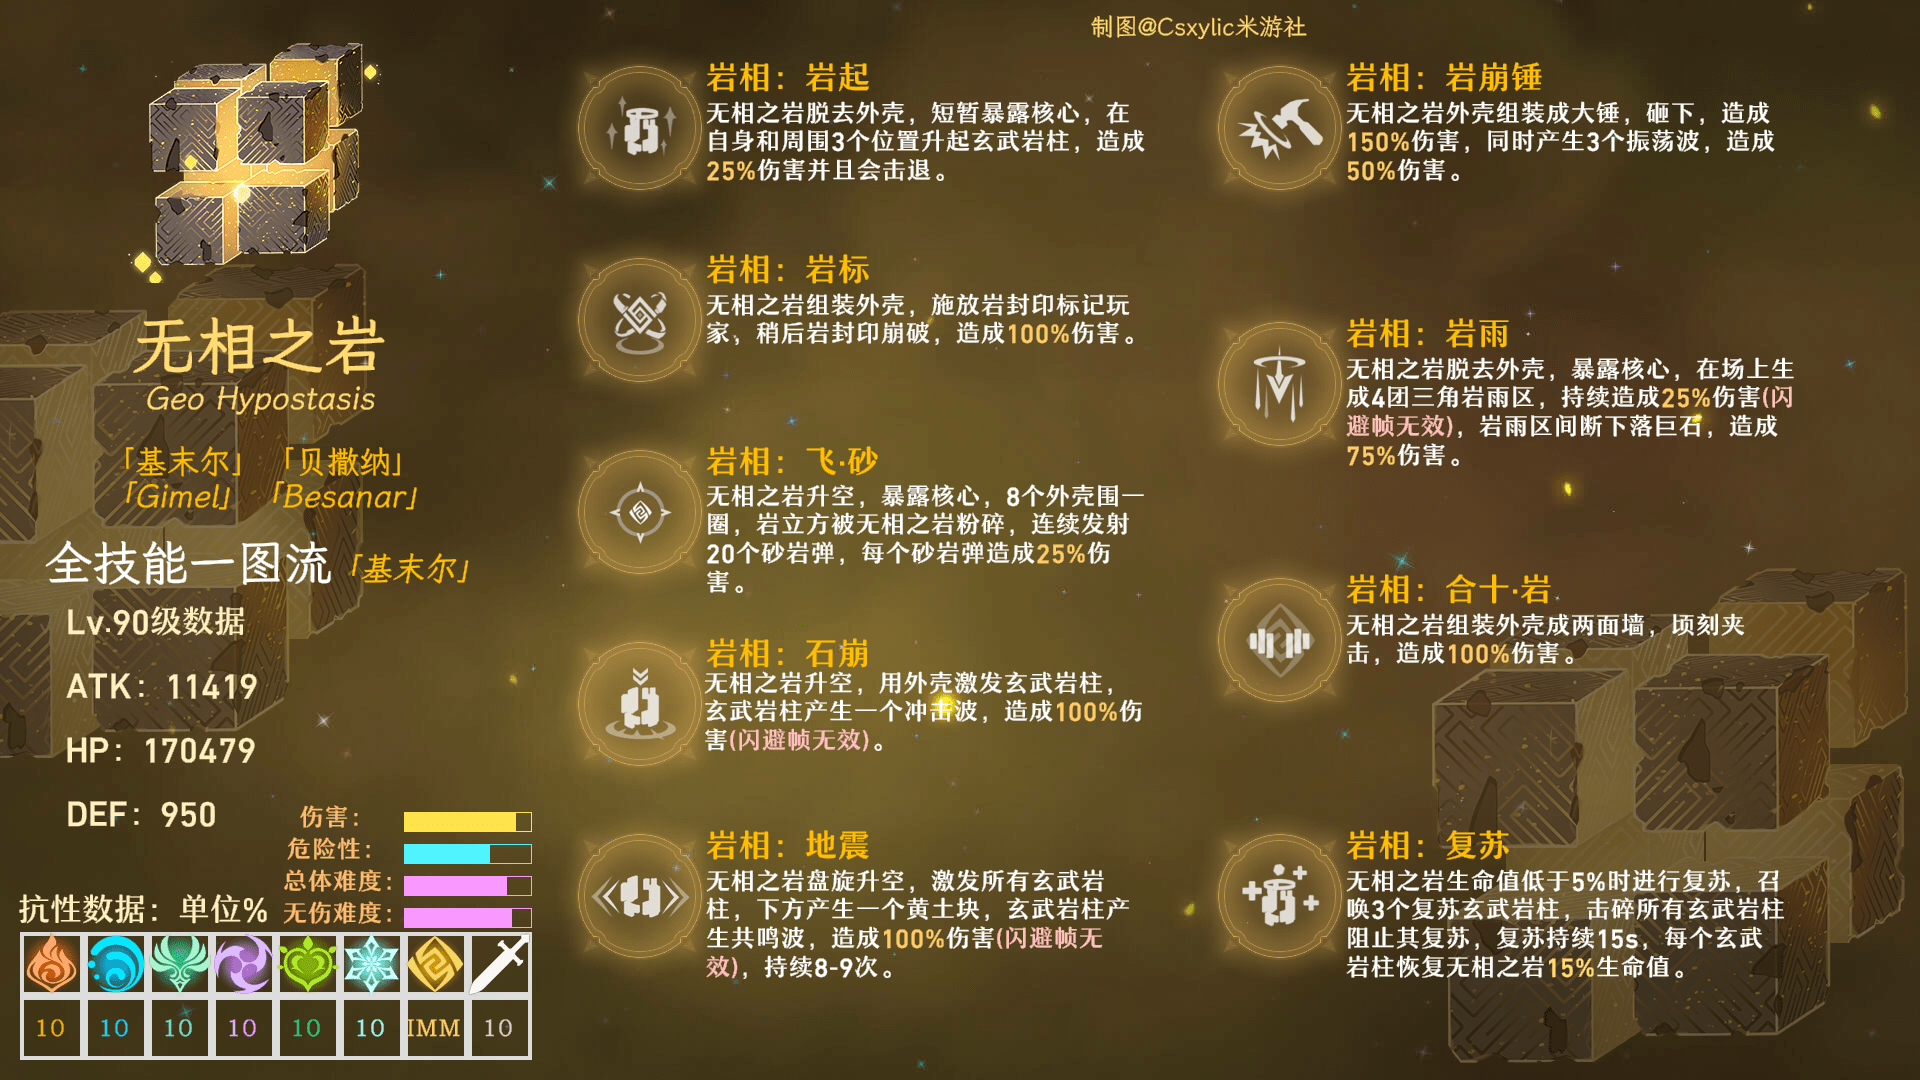 制图@Csxylic米游社
无相之岩
Geo Hypostasis
「基末尔」 「贝撒纳」
「Gimel」 「Besanar」
全技能一图流「基末尔」
Lv.90级数据
ATK：11419
HP：170479
DEF：950
伤害：
危险性：
总体难度：
无伤难度：
抗性数据：单位%
10 10 10 10 10 10 IMM 10
岩相：岩起
无相之岩脱去外壳，短暂暴露核心，在
自身和周围3个位置升起玄武岩柱，造成
25%伤害并且会击退。
岩相：岩标
无相之岩组装外壳，施放岩封印标记玩
家，稍后岩封印崩破，造成100%伤害。
岩相：飞·砂
无相之岩升空，暴露核心，8个外壳围一
圈，岩立方被无相之岩粉碎，连续发射
20个砂岩弹，每个砂岩弹造成25%伤
害。
岩相：石崩
无相之岩升空，用外壳激发玄武岩柱，
玄武岩柱产生一个冲击波，造成100%伤
害(闪避帧无效)。
岩相：地震
无相之岩盘旋升空，激发所有玄武岩
柱，下方产生一个黄土块，玄武岩柱产
生共鸣波，造成100%伤害(闪避帧无
效)，持续8-9次。
岩相：岩崩锤
无相之岩外壳组装成大锤，砸下，造成
150%伤害，同时产生3个振荡波，造成
50%伤害。
岩相：岩雨
无相之岩脱去外壳，暴露核心，在场上生
成4团三角岩雨区，持续造成25%伤害(闪
避帧无效)，岩雨区间断下落巨石，造成
75%伤害。
岩相：合十·岩
无相之岩组装外壳成两面墙，顷刻夹
击，造成100%伤害。
岩相：复苏
无相之岩生命值低于5%时进行复苏，召
唤3个复苏玄武岩柱，击碎所有玄武岩柱
阻止其复苏，复苏持续15s，每个玄武
岩柱恢复无相之岩15%生命值。